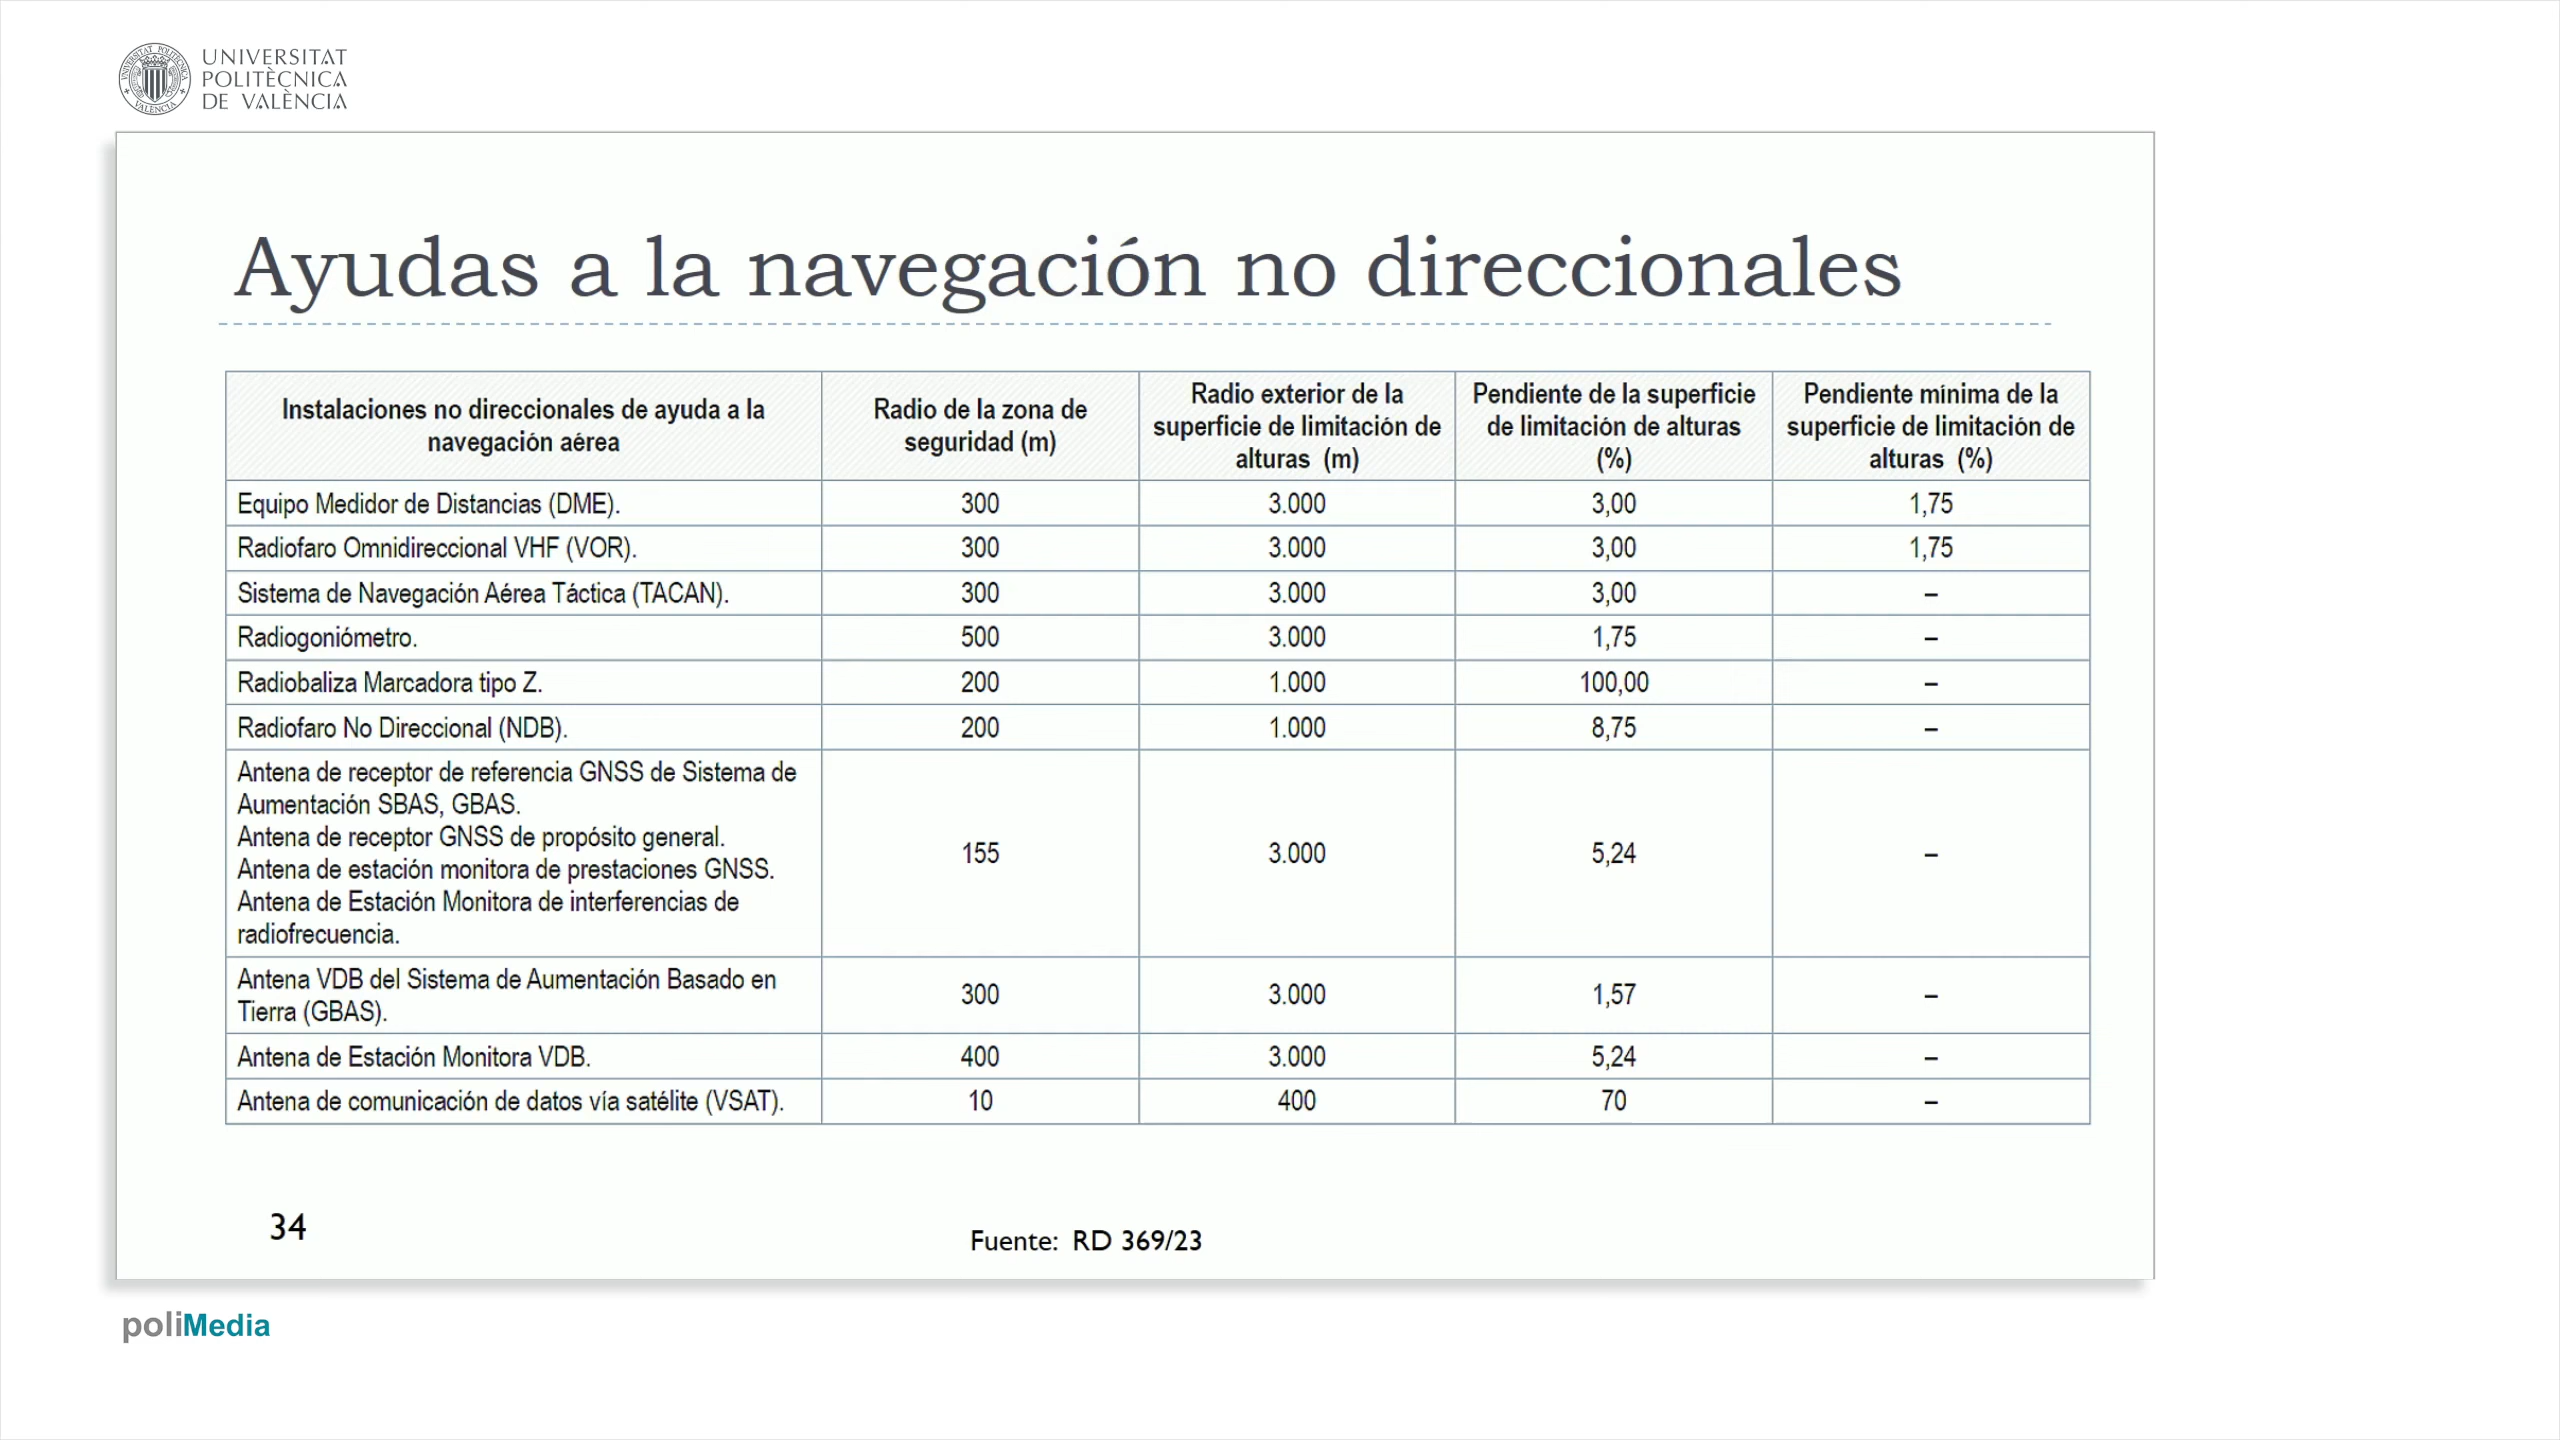 UNIVERSITAT
POLITÈCNICA
DE VALÈNCIA
Ayudas a la navegación no direccionales
Instalaciones no direccionales de ayuda a la
navegación aérea
Radio de la zona de
seguridad (m)
Radio exterior de la
superficie de limitación de
alturas (m)
Pendiente de la superficie
de limitación de alturas
(%)
Pendiente mínima de la
superficie de limitación de
alturas (%)
Equipo Medidor de Distancias (DME). 300 3.000 3,00 1,75
Radiofaro Omnidireccional VHF (VOR). 300 3.000 3,00 1,75
Sistema de Navegación Aérea Táctica (TACAN). 300 3.000 3,00 –
Radiogoniómetro. 500 3.000 1,75 –
Radiobaliza Marcadora tipo Z. 200 1.000 100,00 –
Radiofaro No Direccional (NDB). 200 1.000 8,75 –
Antena de receptor de referencia GNSS de Sistema de
Aumentación SBAS, GBAS.
Antena de receptor GNSS de propósito general.
Antena de estación monitora de prestaciones GNSS.
Antena de Estación Monitora de interferencias de
radiofrecuencia.
155 3.000 5,24 –
Antena VDB del Sistema de Aumentación Basado en
Tierra (GBAS).
300 3.000 1,57 –
Antena de Estación Monitora VDB. 400 3.000 5,24 –
Antena de comunicación de datos vía satélite (VSAT). 10 400 70 –
34
Fuente: RD 369/23
poliMedia